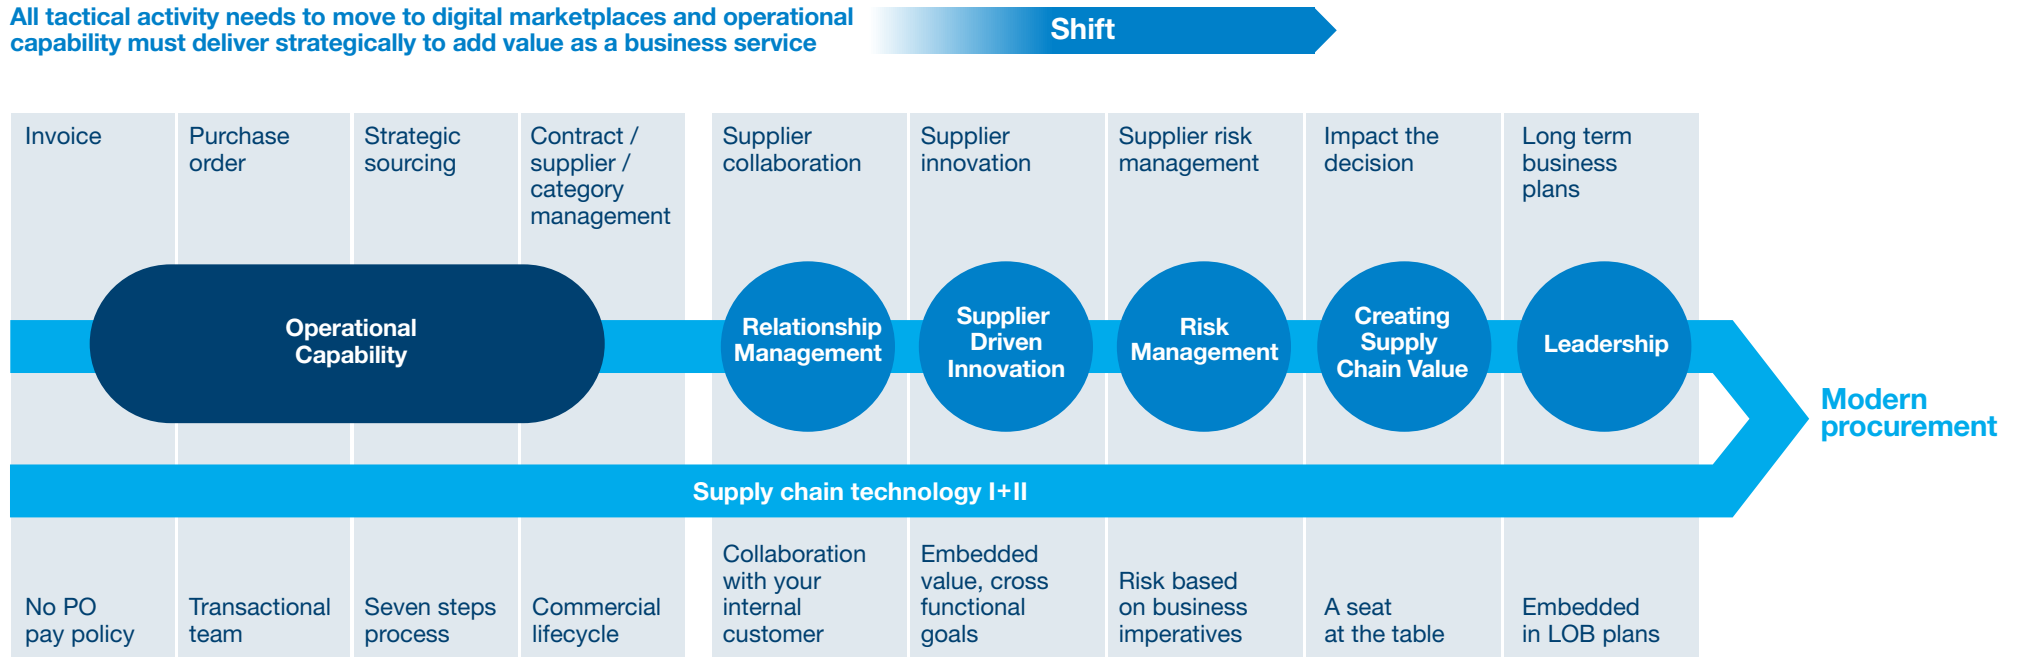 All tactical activity needs to move to digital marketplaces and operational
capability must deliver strategically to add value as a business service
Shift
Invoice
Purchase
order
Strategic
sourcing
Contract /
supplier /
category
management
Supplier
collaboration
Supplier
innovation
Supplier risk
management
Impact the
decision
Long term
business
plans
Operational
Capability
Relationship
Management
Supplier
Driven
Innovation
Risk
Management
Creating
Supply
Chain Value
Leadership
Modern
procurement
Supply chain technology I+II
No PO
pay policy
Transactional
team
Seven steps
process
Commercial
lifecycle
Collaboration
with your
internal
customer
Embedded
value, cross
functional
goals
Risk based
on business
imperatives
A seat
at the table
Embedded
in LOB plans